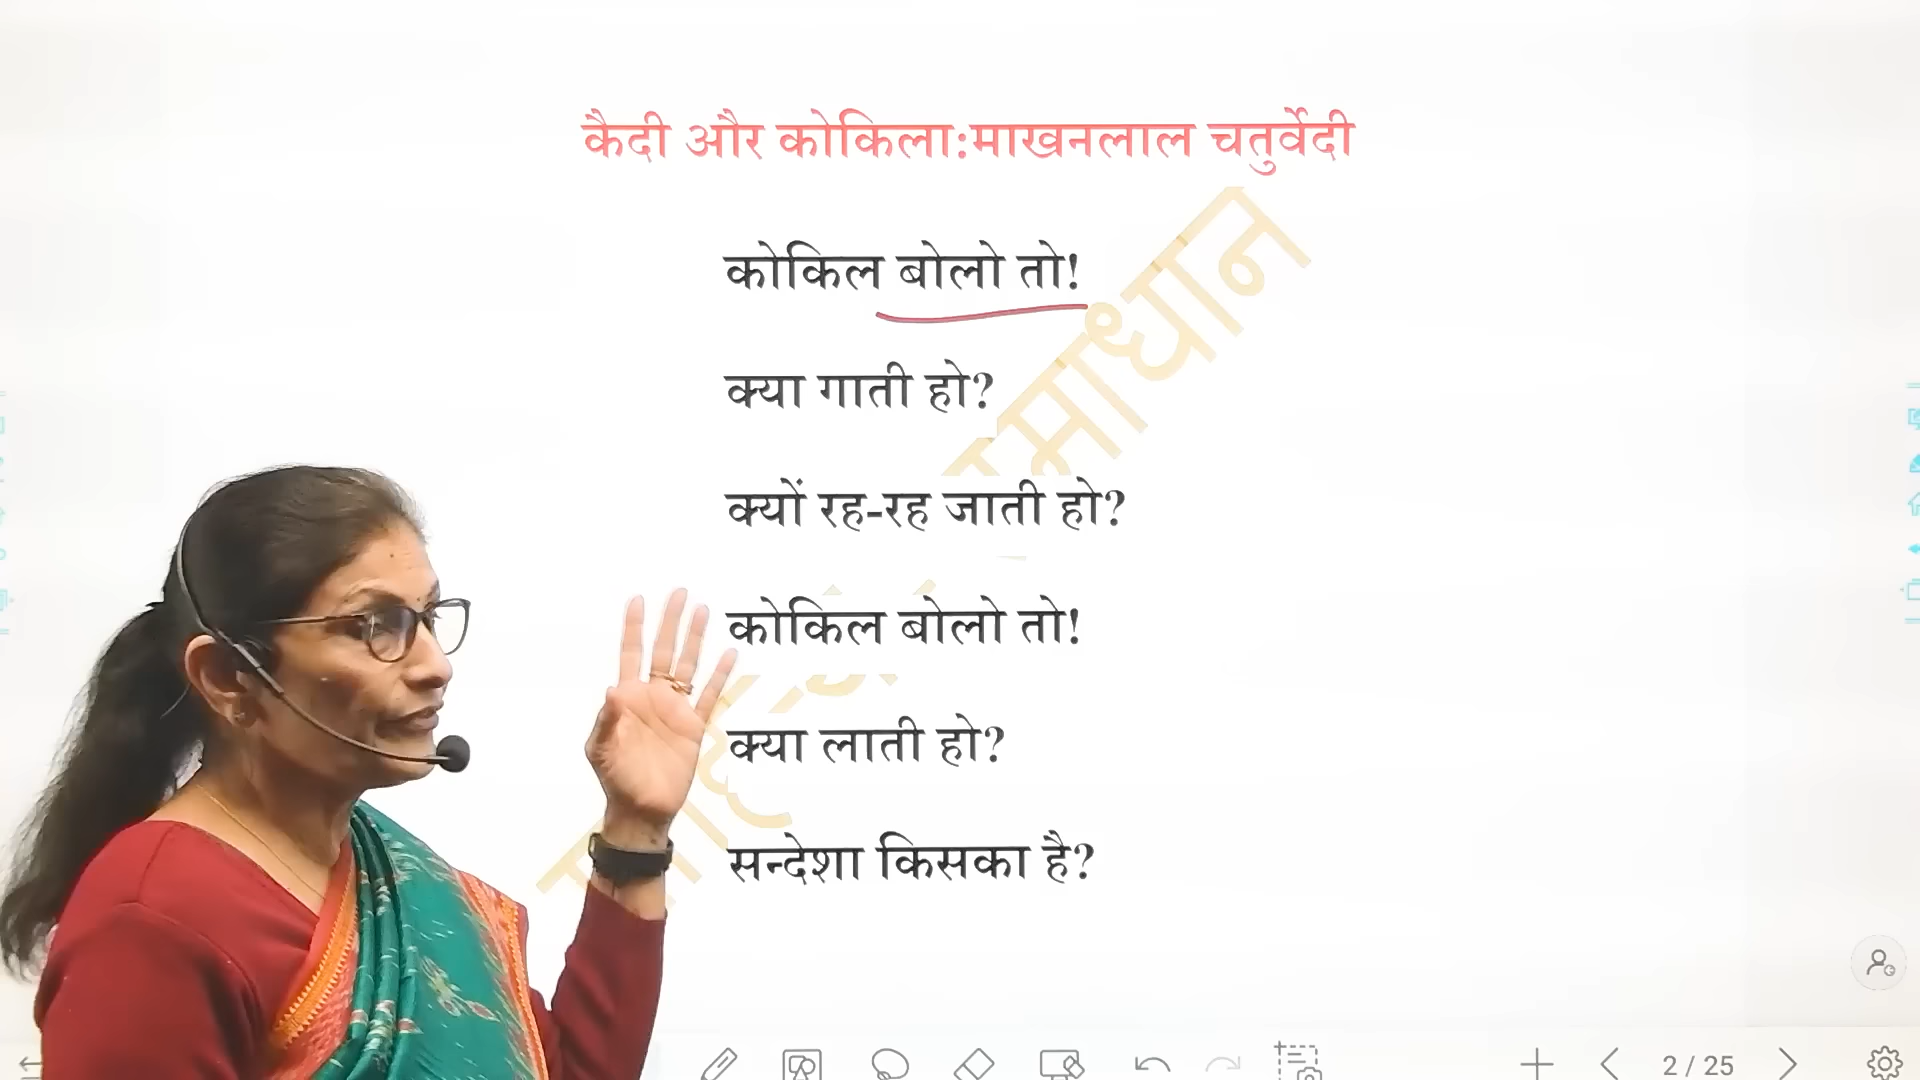 कैदी और कोकिला:माखनलाल चतुर्वेदी
कोकिल बोलो तो!
क्या गाती हो?
क्यों रह-रह जाती हो?
कोकिल बोलो तो!
क्या लाती हो?
सन्देशा किसका है?
2 / 25